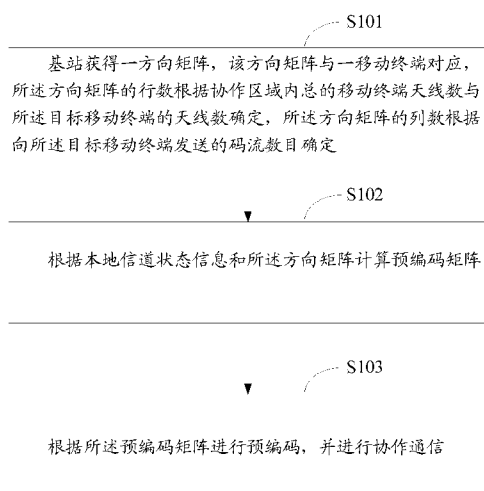 S101
基站获得一方向矩阵，该方向矩阵与一移动终端对应，
所述方向矩阵的行数根据协作区域内总的移动终端天线数与
所述目标移动终端的天线数确定，所述方向矩阵的列数根据
向所述目标移动终端发送的码流数目确定
S102
根据本地信道状态信息和所述方向矩阵计算预编码矩阵
S103
根据所述预编码矩阵进行预编码，并进行协作通信